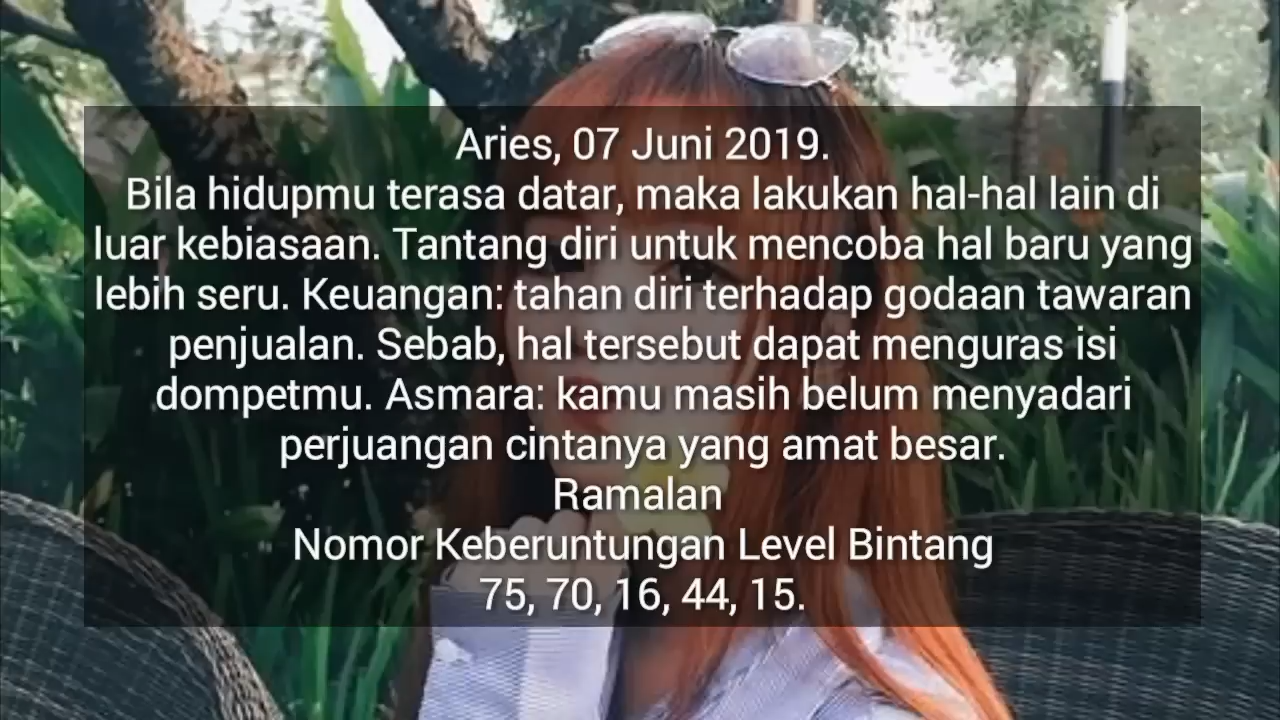 Aries, 07 Juni 2019.
Bila hidupmu terasa datar, maka lakukan hal-hal lain di
luar kebiasaan. Tantang diri untuk mencoba hal baru yang
lebih seru. Keuangan: tahan diri terhadap godaan tawaran
penjualan. Sebab, hal tersebut dapat menguras isi
dompetmu. Asmara: kamu masih belum menyadari
perjuangan cintanya yang amat besar.
Ramalan
Nomor Keberuntungan Level Bintang
75, 70, 16, 44, 15.